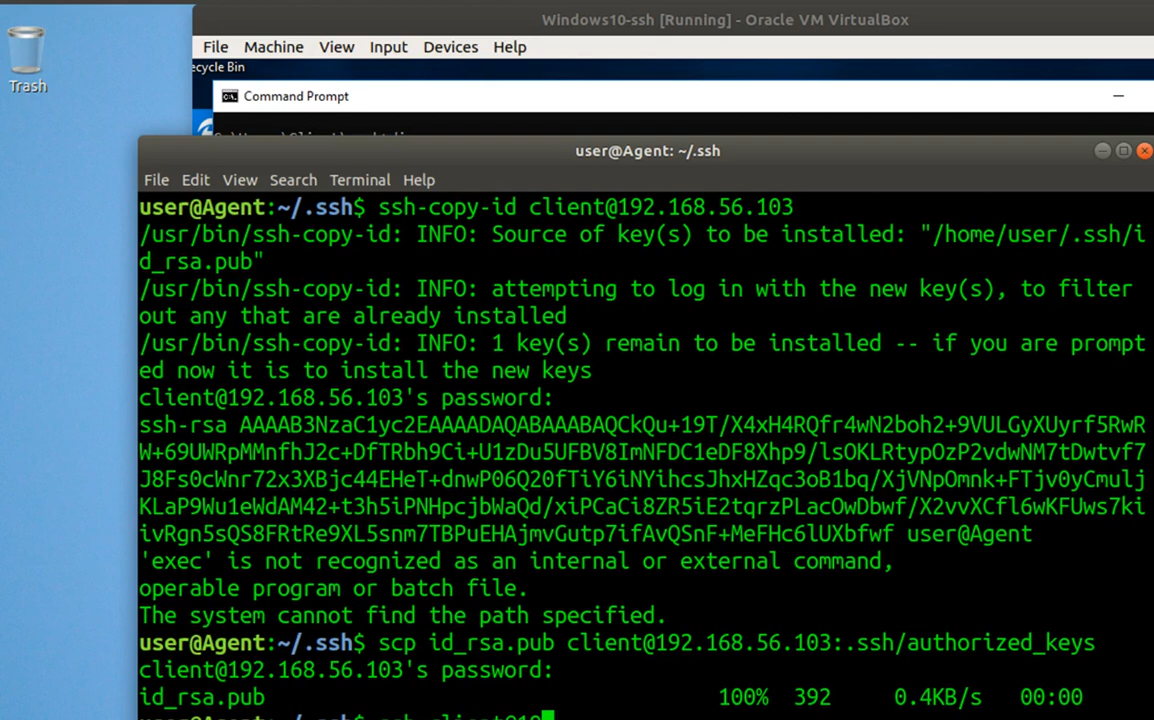 Windows10-ssh [Running] - Oracle VM VirtualBox
File Machine View Input Devices Help
Trash
ecycle Bin
Command Prompt
user@Agent: ~/.ssh
File Edit View Search Terminal Help
user@Agent:~/.ssh$ ssh-copy-id client@192.168.56.103
/usr/bin/ssh-copy-id: INFO: Source of key(s) to be installed: "/home/user/.ssh/i
d_rsa.pub"
/usr/bin/ssh-copy-id: INFO: attempting to log in with the new key(s), to filter
out any that are already installed
/usr/bin/ssh-copy-id: INFO: 1 key(s) remain to be installed -- if you are prompt
ed now it is to install the new keys
client@192.168.56.103's password:
ssh-rsa AAAAB3NzaC1yc2EAAAADAQABAAABAQCkQu+19T/X4xH4RQfr4wN2boh2+9VULGyXUyrf5RwR
W+69UWRpMMnfhJ2c+DfTRbh9Ci+U1zDu5UFBV8ImNFDC1eDF8Xhp9/lsOKLRtypOzP2vdwNM7tDwtvf7
J8Fs0cWnr72x3XBjc44EHeT+dnwP06Q20fTiY6iNYihcsJhxHZqc3oB1bq/XjVNpOmnk+FTjv0yCmulj
KLaP9Wu1eWdAM42+t3h5iPNHpcjbWaQd/xiPCaCi8ZR5iE2tqrzPLacOwDbwf/X2vvXCfl6wKFUws7ki
ivRgn5sQS8FRtRe9XL5snm7TBPuEHAjmvGutp7ifAvQSnF+MeFHc6lUXbfwf user@Agent
'exec' is not recognized as an internal or external command,
operable program or batch file.
The system cannot find the path specified.
user@Agent:~/.ssh$ scp id_rsa.pub client@192.168.56.103:.ssh/authorized_keys
client@192.168.56.103's password:
id_rsa.pub 100% 392 0.4KB/s 00:00
user@Agent:~/.ssh$ ssh client@19